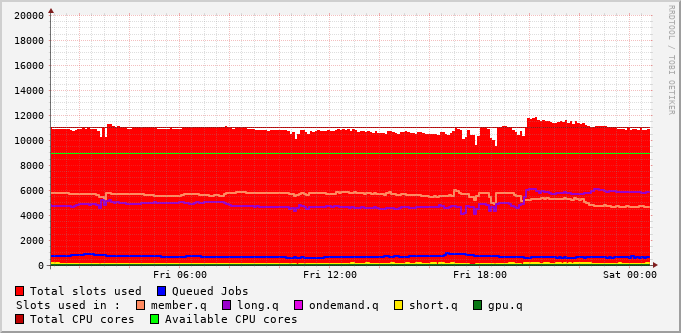 RRDTOOL / TOBI OETIKER
20000
18000
16000
14000
12000
10000
8000
6000
4000
2000
0
Fri 06:00 Fri 12:00 Fri 18:00 Sat 00:00
Total slots used Queued Jobs
Slots used in : member.q long.q ondemand.q short.q gpu.q
Total CPU cores Available CPU cores